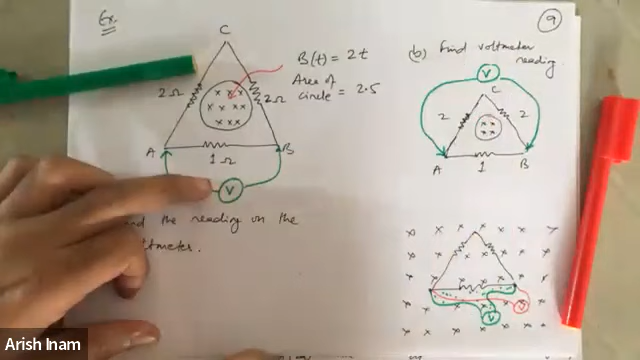 Ex.
9
C
B(t) = 2t
Area of
circle = 2.5
2Ω
2Ω
A
B
1Ω
V
the reading on the
(b) Find voltmeter
reading.
V
C
2
2
A
B
1
V
V
Arish Inam